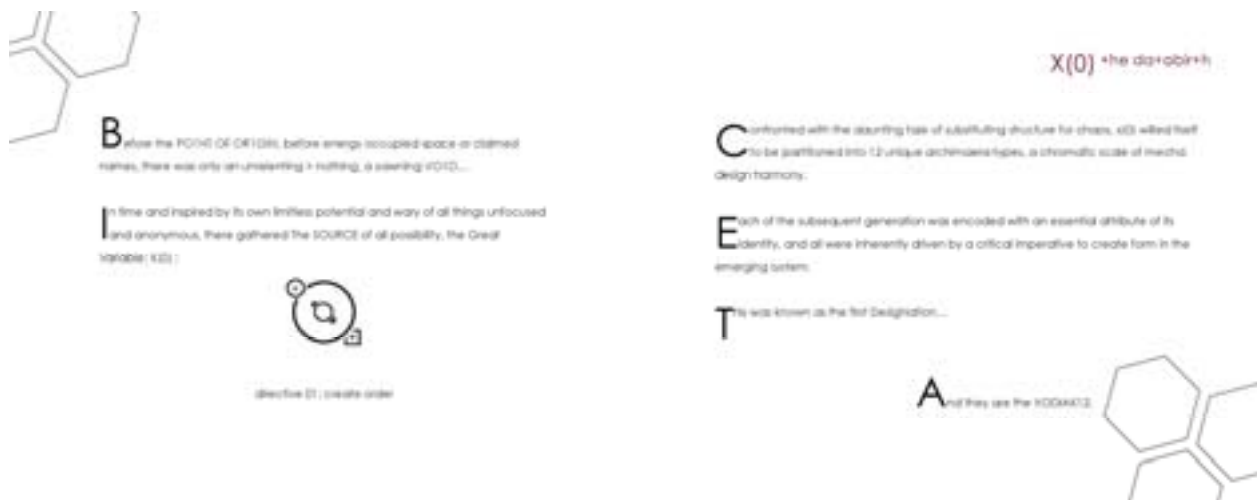 Before the POINT OF ORIGIN, before energy occupied space or claimed
names, there was only an unrelenting > nothing, a yawning VOID...
In time and inspired by its own limitless potential and wary of all things unfocused
and anonymous, there gathered The SOURCE of all possibility, the Great
Variable: X(0) :
directive 01: create order
X(0) +he da+abir+h
Confronted with the daunting task of substituting structure for chaos, x(0) willed itself
to be partitioned into 12 unique types, a chromatic scale of mecha
design harmony.
Each of the subsequent generation was encoded with an essential attribute of its
identity, and all were inherently driven by a critical imperative to create form in the
emerging system.
This was known as the first Designation...
And they are the